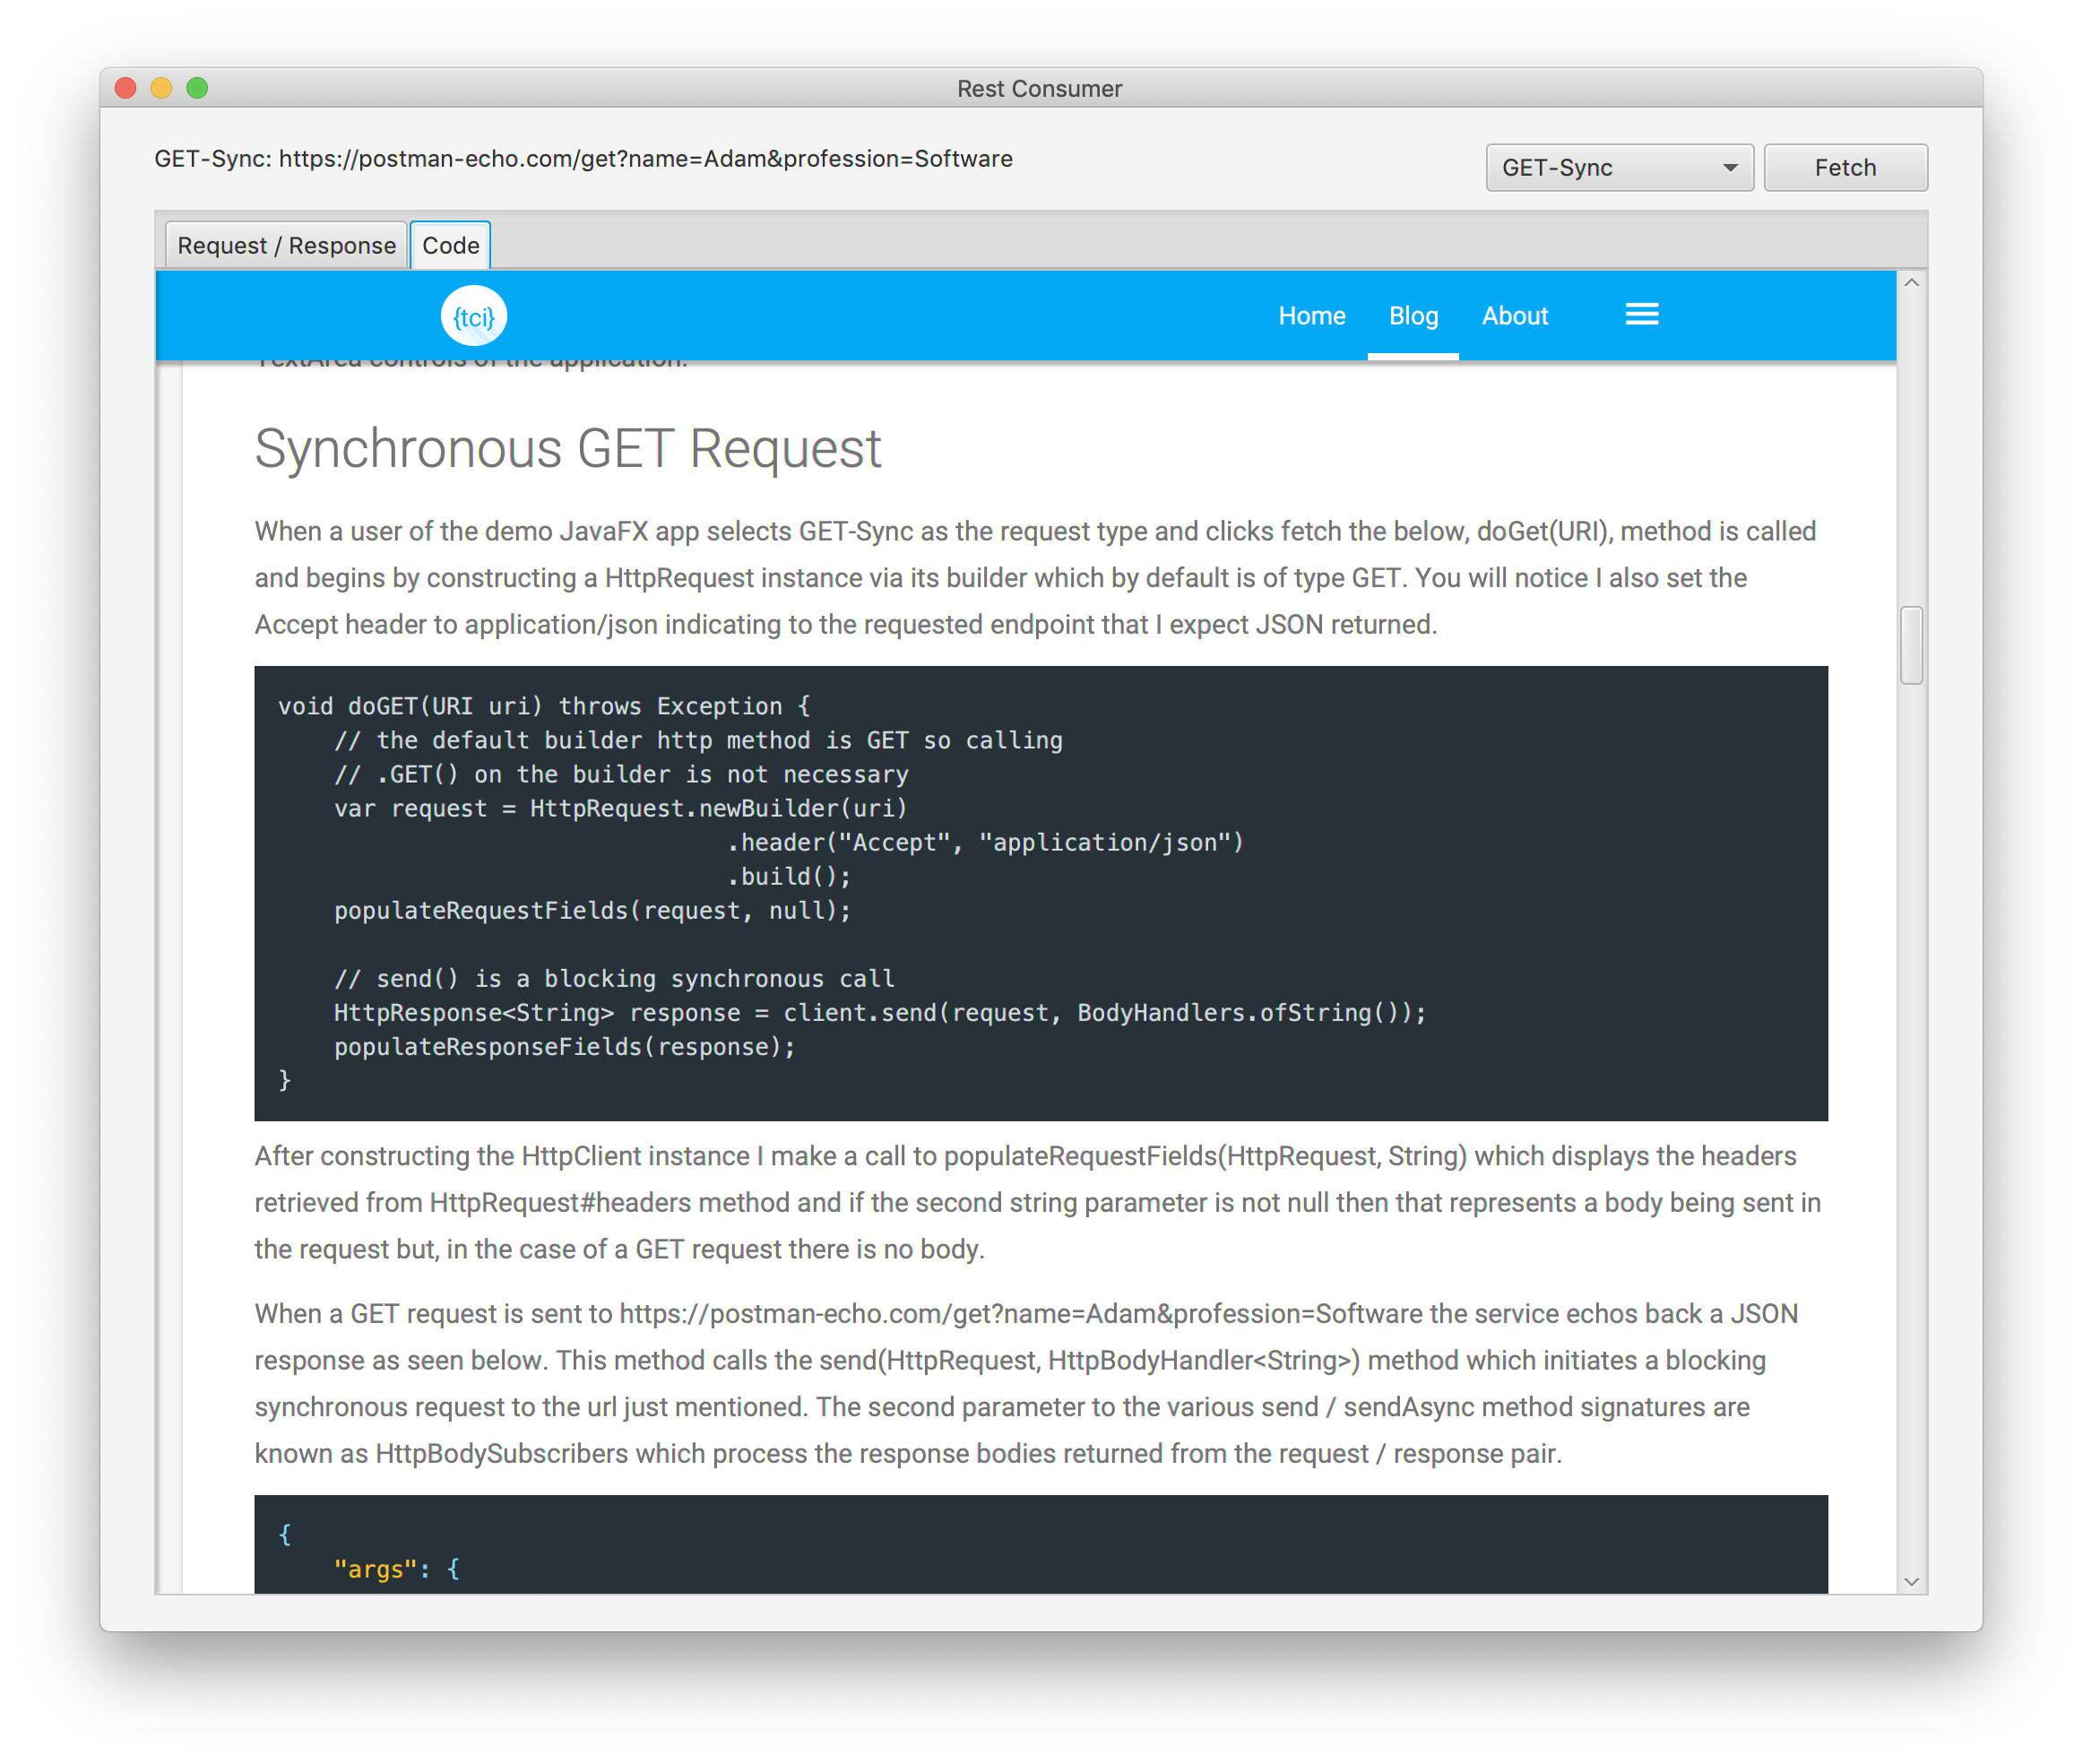 Rest Consumer
GET-Sync: https://postman-echo.com/get?name=Adam&profession=Software
GET-Sync
Fetch
Request / Response
Code
{tci}
Home
Blog
About
TextArea controls of the application.
Synchronous GET Request
When a user of the demo JavaFX app selects GET-Sync as the request type and clicks fetch the below, doGet(URI), method is called
and begins by constructing a HttpRequest instance via its builder which by default is of type GET. You will notice I also set the
Accept header to application/json indicating to the requested endpoint that I expect JSON returned.
void doGET(URI uri) throws Exception {
    // the default builder http method is GET so calling
    // .GET() on the builder is not necessary
    var request = HttpRequest.newBuilder(uri)
                                .header("Accept", "application/json")
                                .build();
    populateRequestFields(request, null);
    // send() is a blocking synchronous call
    HttpResponse<String> response = client.send(request, BodyHandlers.ofString());
    populateResponseFields(response);
}
After constructing the HttpClient instance I make a call to populateRequestFields(HttpRequest, String) which displays the headers
retrieved from HttpRequest#headers method and if the second string parameter is not null then that represents a body being sent in
the request but, in the case of a GET request there is no body.
When a GET request is sent to https://postman-echo.com/get?name=Adam&profession=Software the service echos back a JSON
response as seen below. This method calls the send(HttpRequest, HttpBodyHandler<String>) method which initiates a blocking
synchronous request to the url just mentioned. The second parameter to the various send / sendAsync method signatures are
known as HttpBodySubscribers which process the response bodies returned from the request / response pair.
{
    "args": {